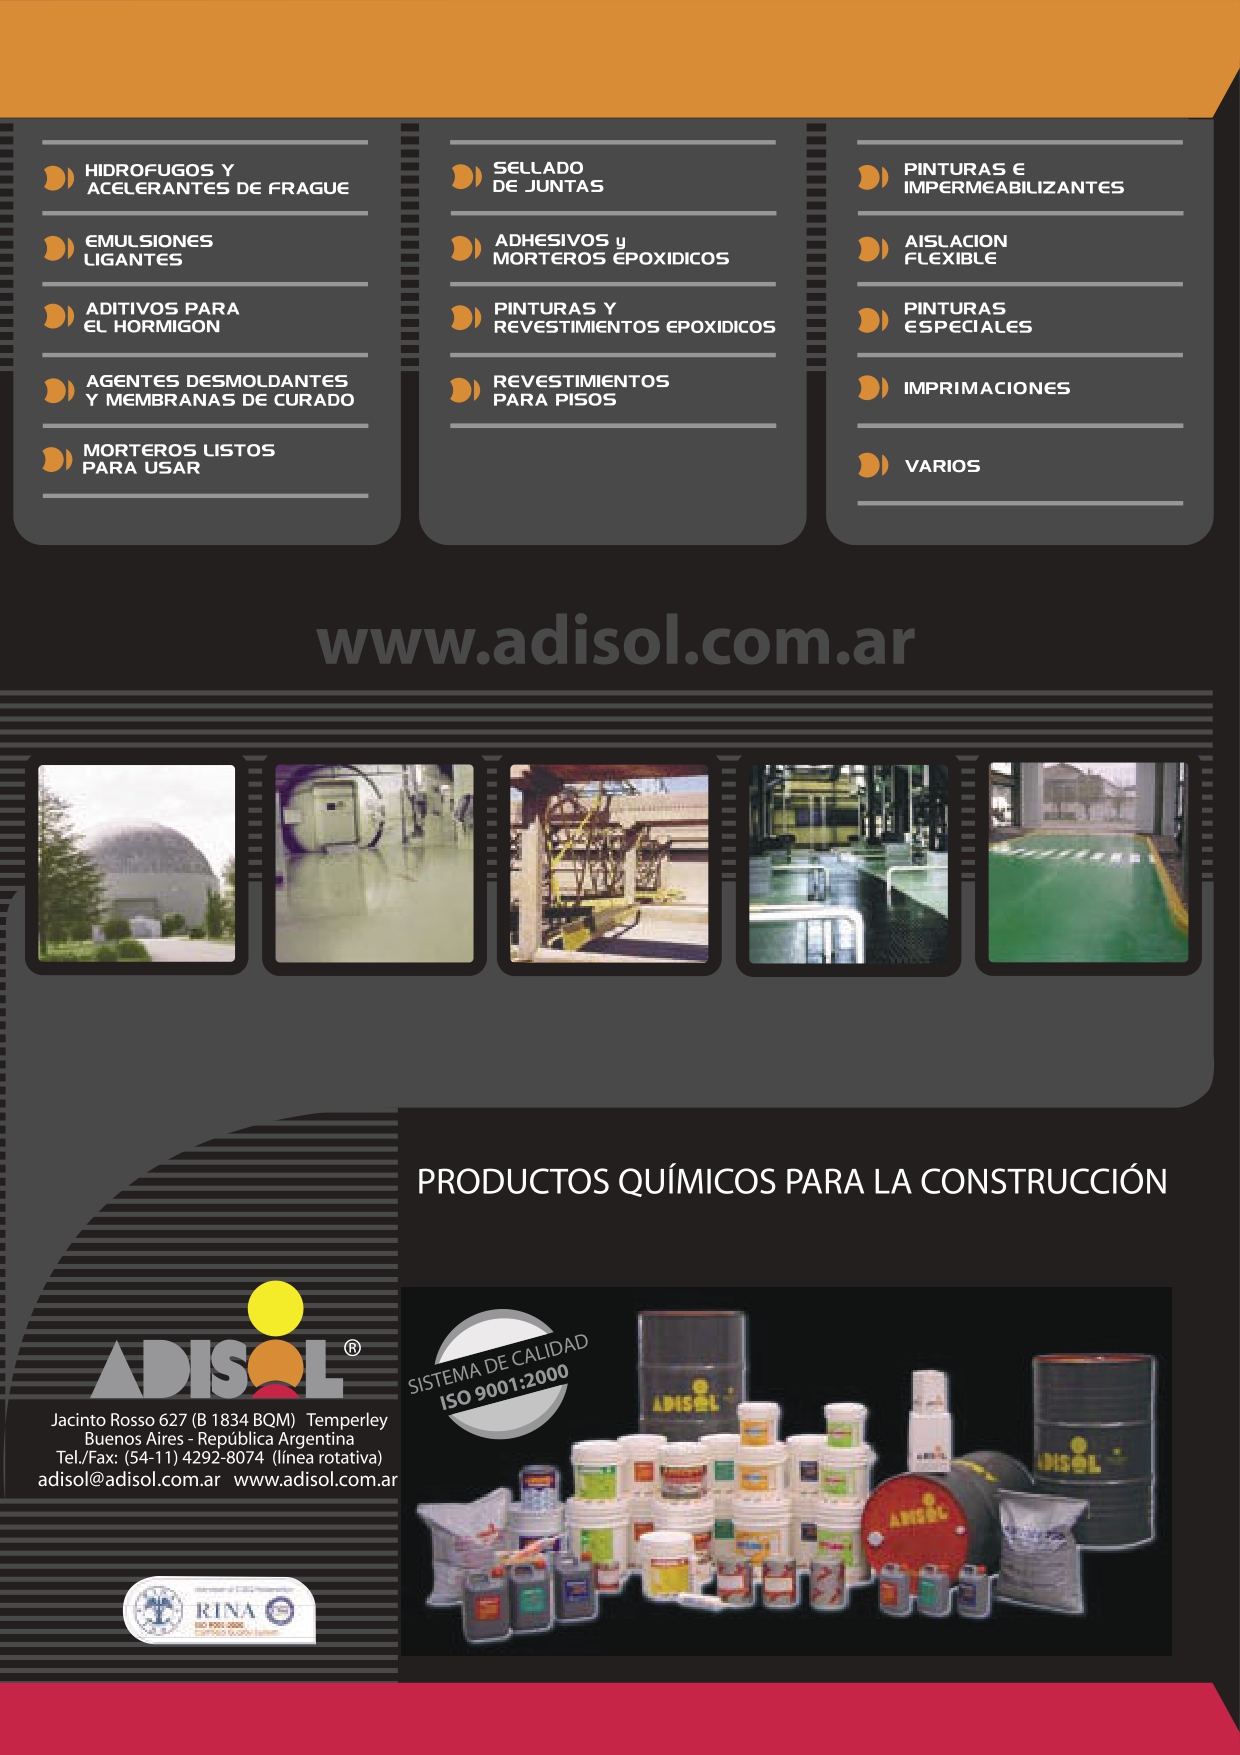 HIDROFUGOS Y
ACELERANTES DE FRAGUE
EMULSIONES
LIGANTES
ADITIVOS PARA
EL HORMIGON
AGENTES DESMOLDANTES
Y MEMBRANAS DE CURADO
MORTEROS LISTOS
PARA USAR
SELLADO
DE JUNTAS
ADHESIVOS y
MORTEROS EPOXIDICOS
PINTURAS Y
REVESTIMIENTOS EPOXIDICOS
REVESTIMIENTOS
PARA PISOS
PINTURAS E
IMPERMEABILIZANTES
AISLACION
FLEXIBLE
PINTURAS
ESPECIALES
IMPRIMACIONES
VARIOS
www.adisol.com.ar
PRODUCTOS QUÍMICOS PARA LA CONSTRUCCIÓN
ADISOL ®
Jacinto Rosso 627 (B 1834 BQM) Temperley
Buenos Aires - República Argentina
Tel./Fax: (54-11) 4292-8074 (línea rotativa)
adisol@adisol.com.ar www.adisol.com.ar
SISTEMA DE CALIDAD
ISO 9001:2000
ADISOL
ADISOL
ADISOL
RINA
ISO 9001:2000